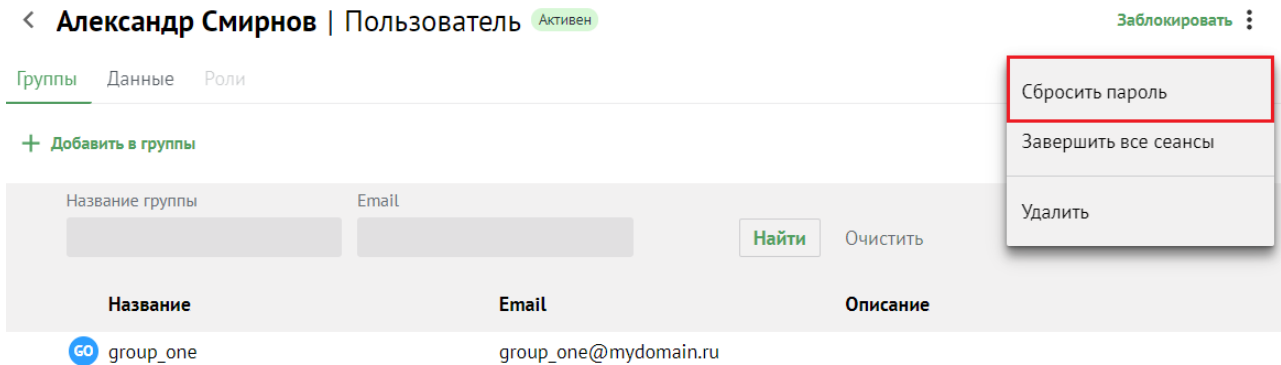 Александр Смирнов | Пользователь Активен Заблокировать
Группы Данные Роли
Сбросить пароль
Завершить все сеансы
Удалить
+ Добавить в группы
Название группы Email
Найти Очистить
Название Email Описание
GO group_one group_one@mydomain.ru